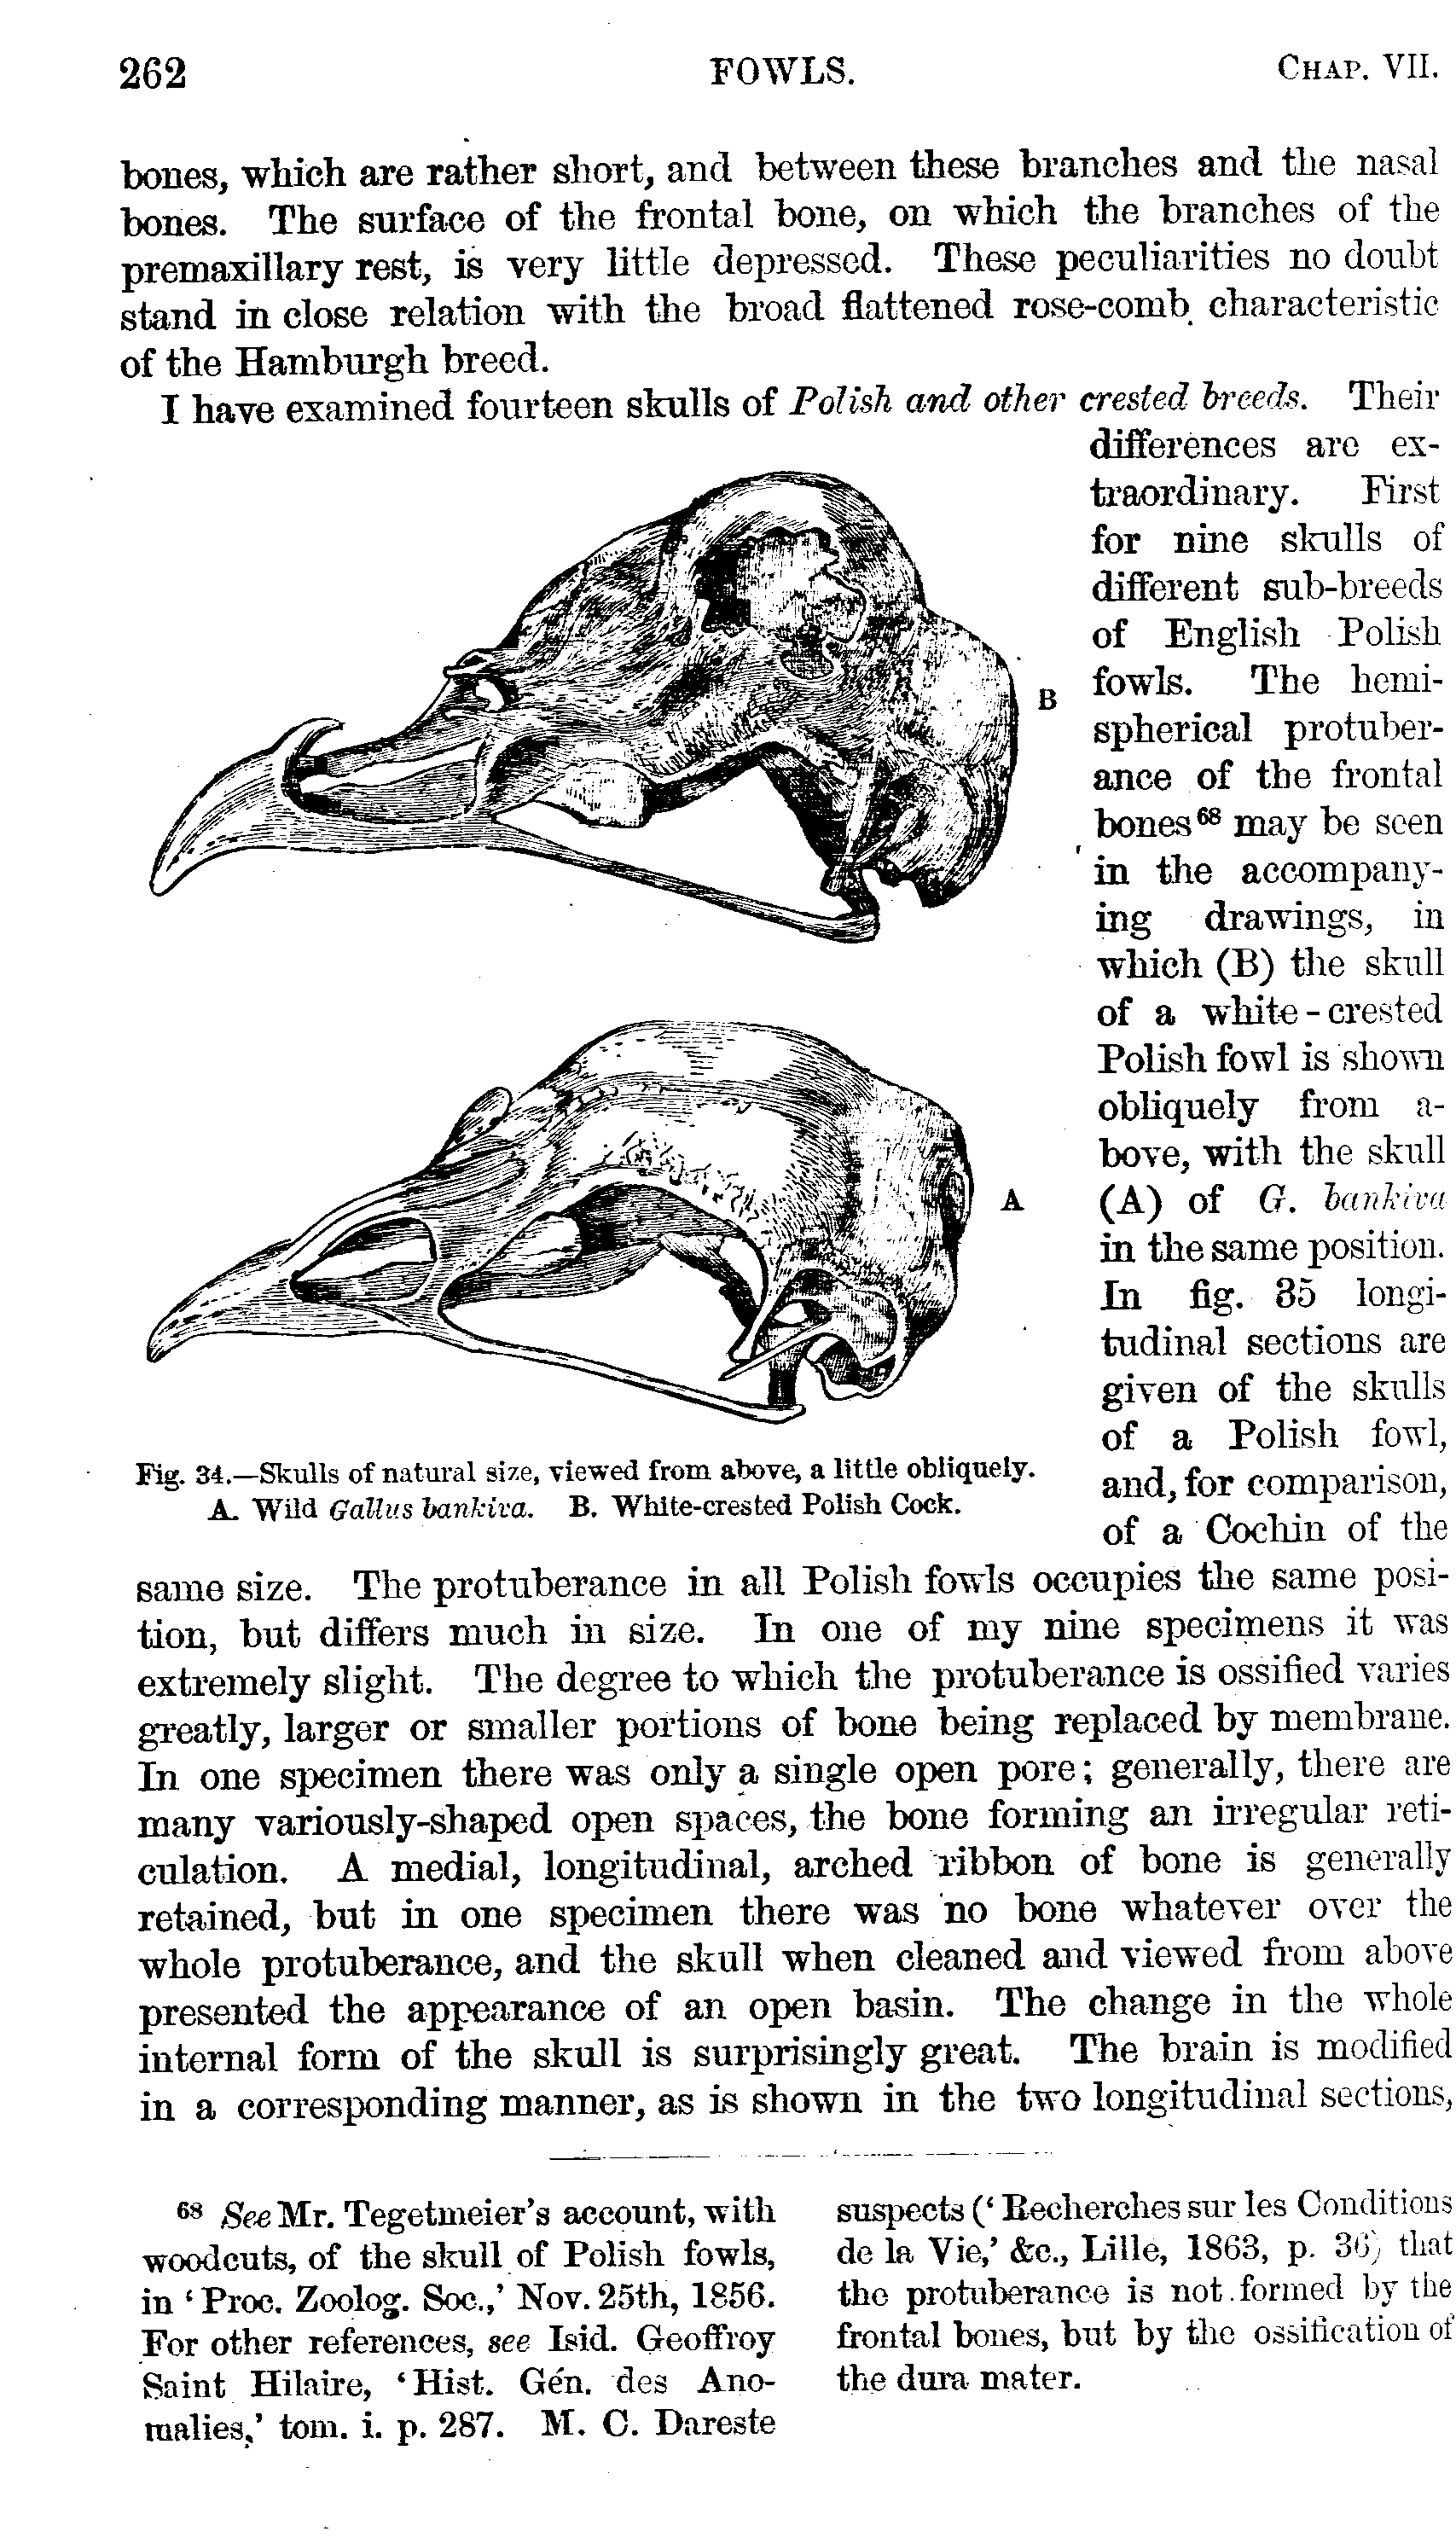 262 FOWLS. CHAP. VII.
bones, which are rather short, and between these branches and the nasal
bones. The surface of the frontal bone, on which the branches of the
premaxillary rest, is very little depressed. These peculiarities no doubt
stand in close relation with the broad flattened rose-comb characteristic
of the Hamburgh breed.
I have examined fourteen skulls of Polish and other crested breeds. Their
differences are ex-
traordinary. First
for nine skulls of
different sub-breeds
of English Polish
fowls. The hemi-
spherical protuber-
ance of the frontal
bones⁶⁸ may be seen
in the accompany-
ing drawings, in
which (B) the skull
of a white-crested
Polish fowl is shown
obliquely from a-
bove, with the skull
(A) of G. bankiva
in the same position.
In fig. 35 longi-
tudinal sections are
given of the skulls
of a Polish fowl,
and, for comparison,
of a Cochin of the
B
A
Fig. 34.—Skulls of natural size, viewed from above, a little obliquely.
A. Wild Gallus bankiva. B. White-crested Polish Cock.
same size. The protuberance in all Polish fowls occupies the same posi-
tion, but differs much in size. In one of my nine specimens it was
extremely slight. The degree to which the protuberance is ossified varies
greatly, larger or smaller portions of bone being replaced by membrane.
In one specimen there was only a single open pore; generally, there are
many variously-shaped open spaces, the bone forming an irregular reti-
culation. A medial, longitudinal, arched ribbon of bone is generally
retained, but in one specimen there was no bone whatever over the
whole protuberance, and the skull when cleaned and viewed from above
presented the appearance of an open basin. The change in the whole
internal form of the skull is surprisingly great. The brain is modified
in a corresponding manner, as is shown in the two longitudinal sections,
⁶⁸ See Mr. Tegetmeier's account, with
woodcuts, of the skull of Polish fowls,
in 'Proc. Zoolog. Soc.,' Nov. 25th, 1856.
For other references, see Isid. Geoffroy
Saint Hilaire, 'Hist. Gén. des Ano-
malies,' tom. i. p. 287. M. C. Dareste
suspects ('Recherches sur les Conditions
de la Vie,' &c., Lille, 1863, p. 36) that
the protuberance is not formed by the
frontal bones, but by the ossification of
the dura mater.